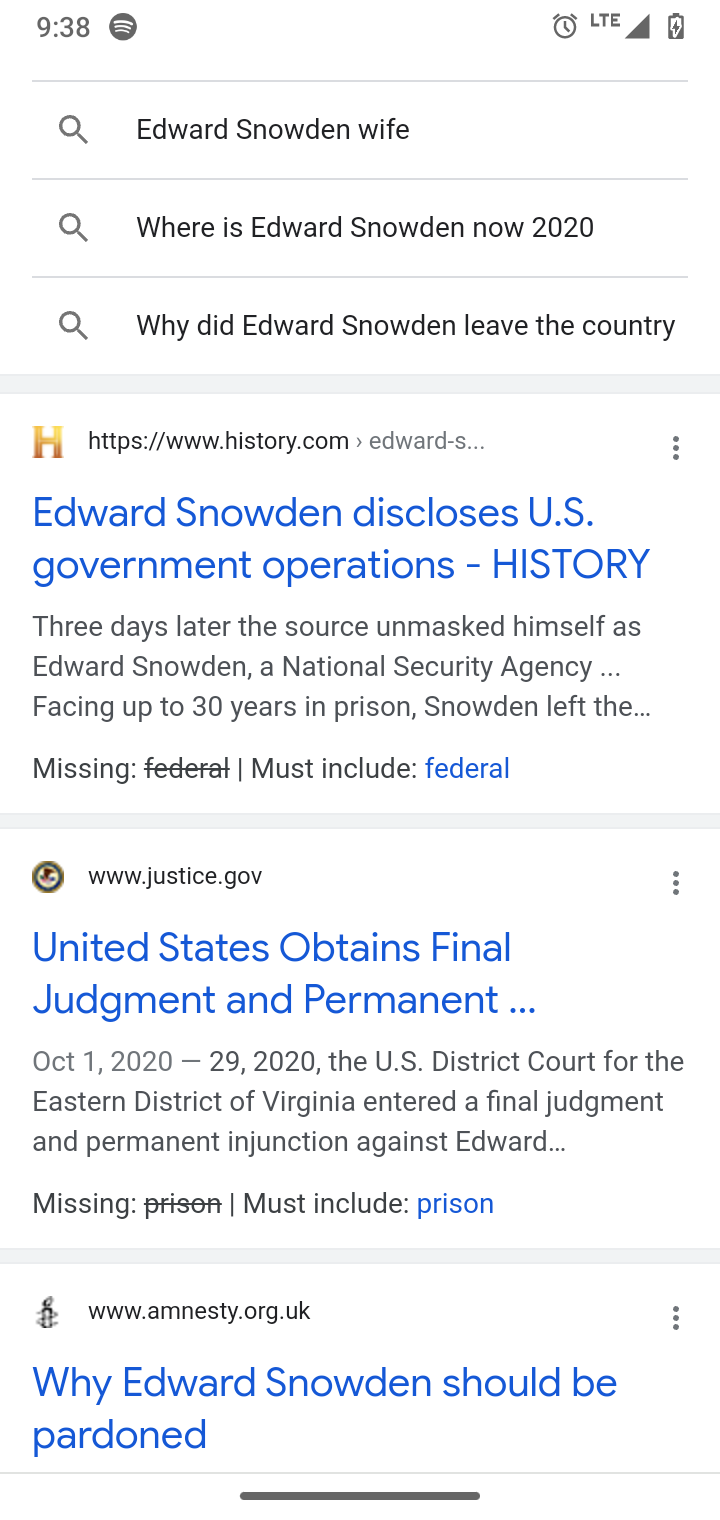 9:38 LTE
Edward Snowden wife
Where is Edward Snowden now 2020
Why did Edward Snowden leave the country
H https://www.history.com › edward-s...
Edward Snowden discloses U.S.
government operations - HISTORY
Three days later the source unmasked himself as
Edward Snowden, a National Security Agency ...
Facing up to 30 years in prison, Snowden left the...
Missing: federal | Must include: federal
www.justice.gov
United States Obtains Final
Judgment and Permanent ...
Oct 1, 2020 — 29, 2020, the U.S. District Court for the
Eastern District of Virginia entered a final judgment
and permanent injunction against Edward...
Missing: prison | Must include: prison
www.amnesty.org.uk
Why Edward Snowden should be
pardoned